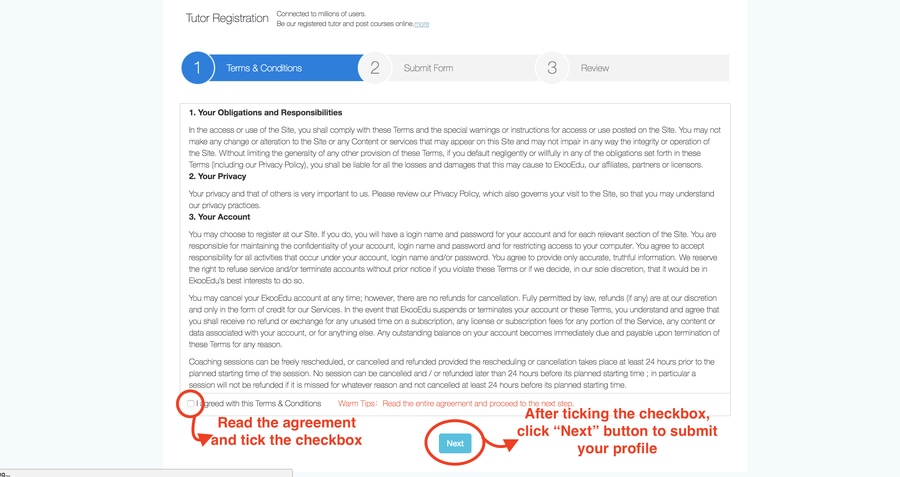 Tutor Registration
Connected to millions of users.
Be our registered tutor and post courses online.more
1 Terms & Conditions 2 Submit Form 3 Review
1. Your Obligations and Responsibilities
In the access or use of the Site, you shall comply with these Terms and the special warnings or instructions for access or use posted on the Site. You may not
make any change or alteration to the Site or any Content or services that may appear on this Site and may not impair in any way the integrity or operation of
the Site. Without limiting the generality of any other provision of these Terms, if you default negligently or wilfully in any of the obligations set forth in these
Terms (including our Privacy Policy), you shall be liable for all the losses and damages that this may cause to EkooEdu, our affiliates, partners or licensors.
2. Your Privacy
Your privacy and that of others is very important to us. Please review our Privacy Policy, which also governs your visit to the Site, so that you may understand
our privacy practices.
3. Your Account
You may choose to register at our Site. If you do, you will have a login name and password for your account and for each relevant section of the Site. You are
responsible for maintaining the confidentiality of your account, login name and password and for restricting access to your computer. You agree to accept
responsibility for all activities that occur under your account, login name and/or password. You agree to provide only accurate, truthful information. We reserve
the right to refuse service and/or terminate accounts without prior notice if you violate these Terms or if we decide, in our sole discretion, that it would be in
EkooEdu's best interests to do so.
You may cancel your EkooEdu account at any time; however, there are no refunds for cancellation. Fully permitted by law, refunds (if any) are at our discretion
and only in the form of credit for our Services. In the event that EkooEdu suspends or terminates your account or these Terms, you understand and agree that
you shall receive no refund or exchange for any unused time on a subscription, any license or subscription fees for any portion of the Service, any content or
data associated with your account, or for anything else. Any outstanding balance on your account becomes immediately due and payable upon termination of
these Terms for any reason.
Coaching sessions can be freely rescheduled, or cancelled and refunded provided the rescheduling or cancellation takes place at least 24 hours prior to the
planned starting time of the session. No session can be cancelled and / or refunded later than 24 hours before its planned starting time ; in particular a
session will not be refunded if it is missed for whatever reason and not cancelled at least 24 hours before its planned starting time.
I agreed with this Terms & Conditions Warm Tips: Read the entire agreement and proceed to the next step.
Read the agreement
and tick the checkbox
Next
After ticking the checkbox,
click “Next” button to submit
your profile